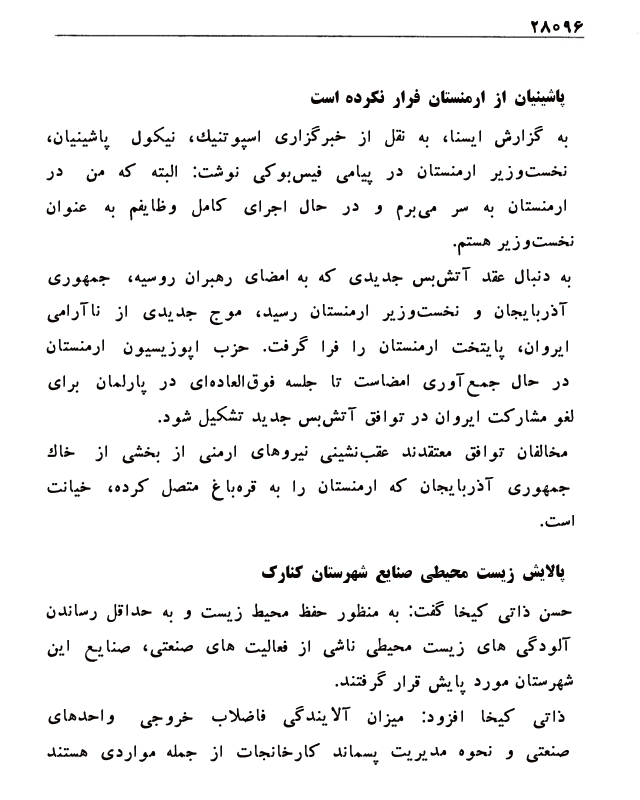 ۲۸۰۹۶
پاشینیان از ارمنستان فرار نکرده است
به گزارش ایسنا، به نقل از خبرگزاری اسپوتنیك، نیکول پاشینیان،
نخست‌وزیر ارمنستان در پیامی فیس‌بوکی نوشت: البته که من در
ارمنستان به سر می‌برم و در حال اجرای کامل وظایفم به عنوان
نخست‌وزیر هستم.
به دنبال عقد آتش‌بس جدیدی که به امضای رهبران روسیه، جمهوری
آذربایجان و نخست‌وزیر ارمنستان رسید، موج جدیدی از ناآرامی
ایروان، پایتخت ارمنستان را فرا گرفت. حزب اپوزیسیون ارمنستان
در حال جمع‌آوری امضاست تا جلسه فوق‌العاده‌ای در پارلمان برای
لغو مشارکت ایروان در توافق آتش‌بس جدید تشکیل شود.
مخالفان توافق معتقدند عقب‌نشینی نیروهای ارمنی از بخشی از خاك
جمهوری آذربایجان که ارمنستان را به قره‌باغ متصل کرده، خیانت
است.
پالایش زیست محیطی صنایع شهرستان کنارک
حسن ذاتی کیخا گفت: به منظور حفظ محیط زیست و به حداقل رساندن
آلودگی های زیست محیطی ناشی از فعالیت های صنعتی، صنایع این
شهرستان مورد پایش قرار گرفتند.
ذاتی کیخا افزود: میزان آلایندگی فاضلاب خروجی واحدهای
صنعتی و نحوه مدیریت پسماند کارخانجات از جمله مواردی هستند